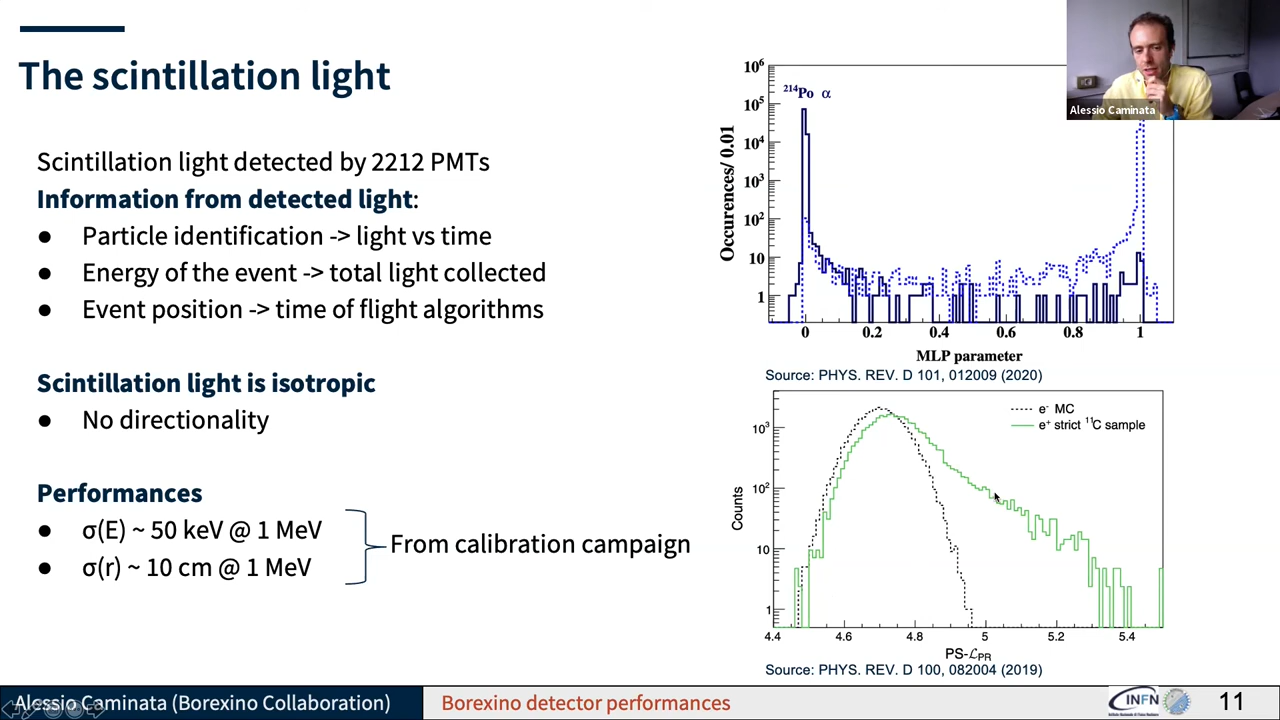 The scintillation light
Scintillation light detected by 2212 PMTs
Information from detected light:
● Particle identification -> light vs time
● Energy of the event -> total light collected
● Event position -> time of flight algorithms
Scintillation light is isotropic
● No directionality
Performances
● σ(E) ~ 50 keV @ 1 MeV
● σ(r) ~ 10 cm @ 1 MeV
From calibration campaign
Alessio Caminata
²¹⁴Po α
Occurences/ 0.01
10⁶
10⁵
10⁴
10³
10²
10
1
0 0.2 0.4 0.6 0.8 1
MLP parameter
Source: PHYS. REV. D 101, 012009 (2020)
e⁻ MC
e⁺ strict ¹¹C sample
Counts
10³
10²
10
1
4.4 4.6 4.8 5 5.2 5.4
PS-ℒPR
Source: PHYS. REV. D 100, 082004 (2019)
Alessio Caminata (Borexino Collaboration)
Borexino detector performances
INFN
11